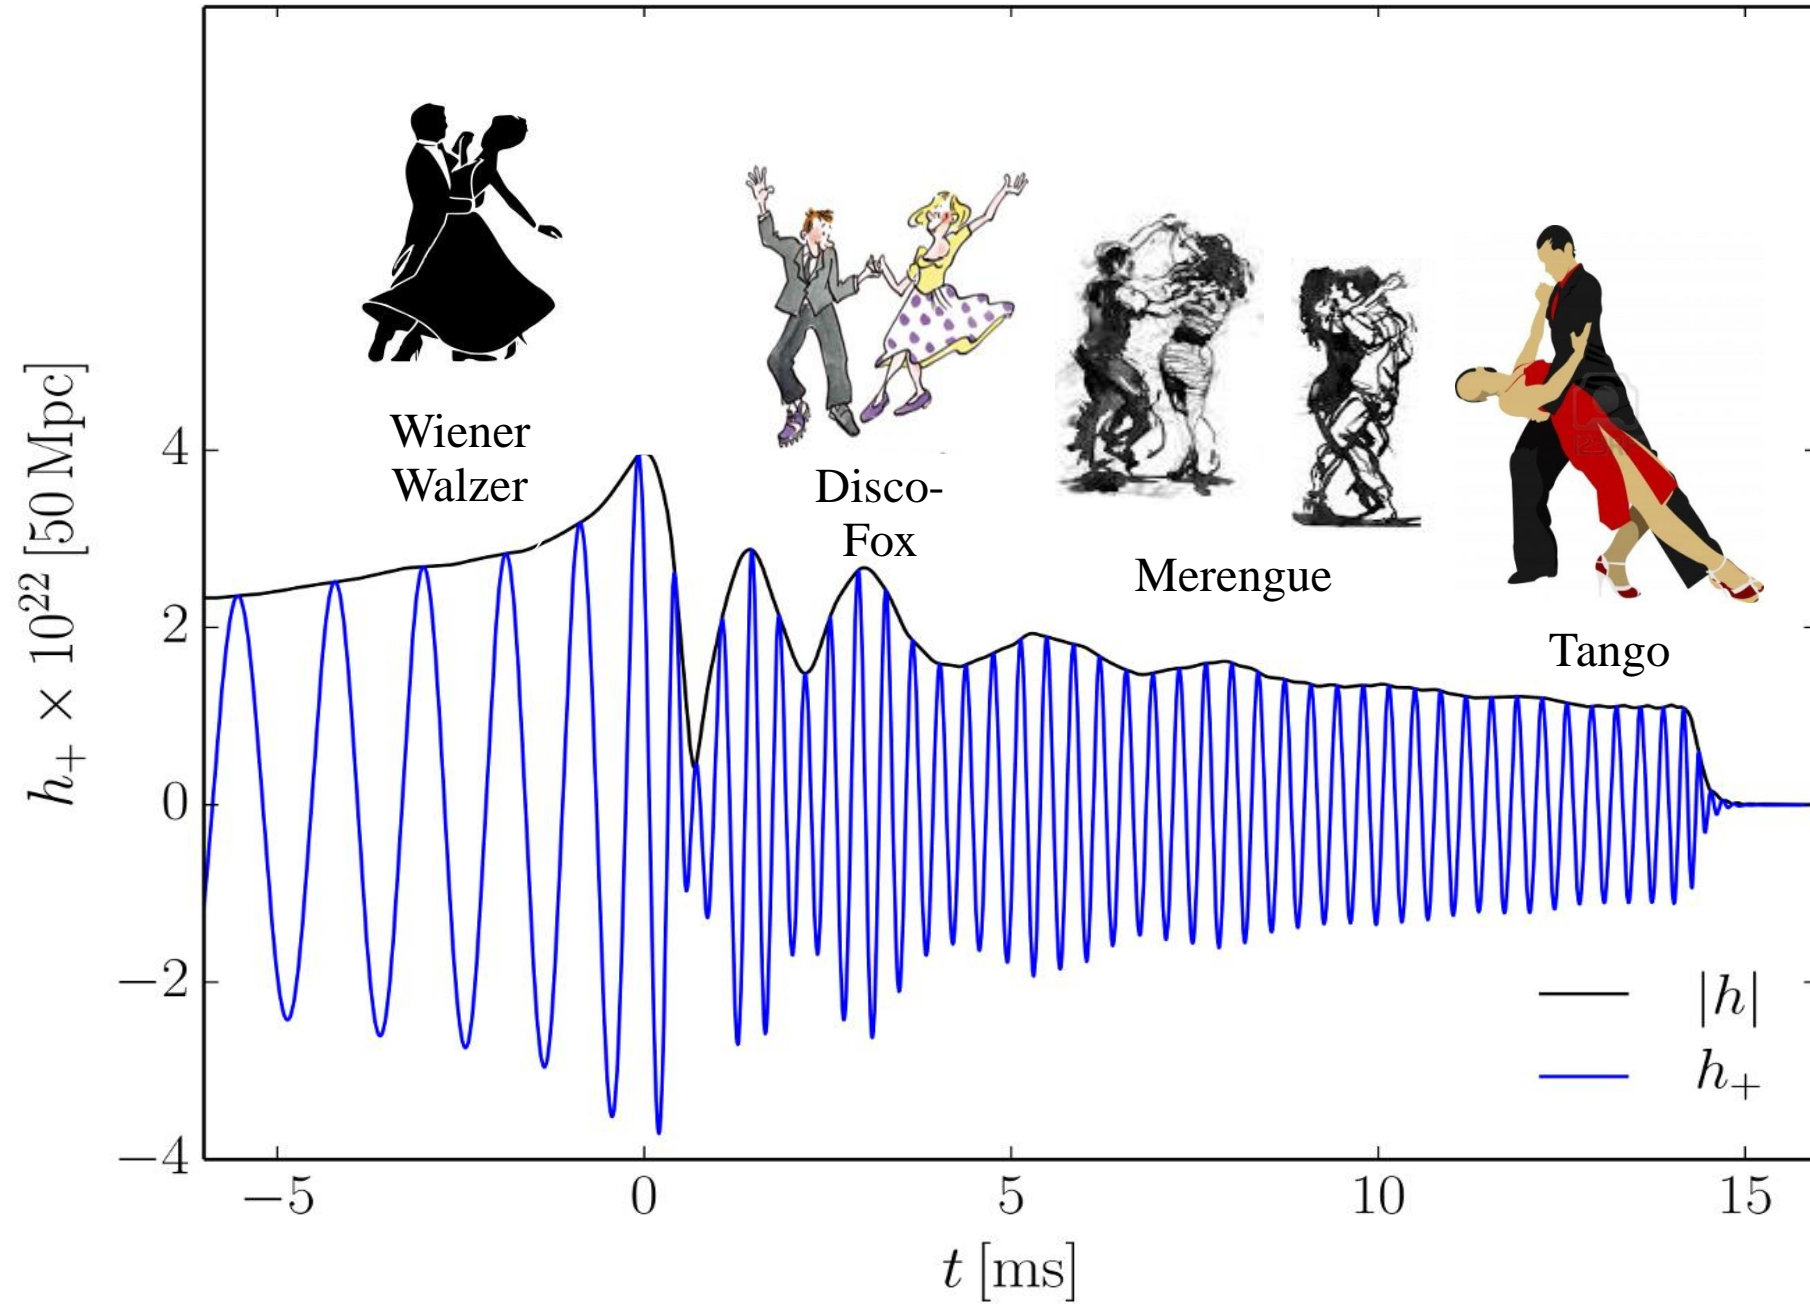 Wiener
Walzer
Disco-
Fox
Merengue
Tango
h₊ × 10²² [50 Mpc]
4
2
0
−2
−4
|h|
h₊
−5
0
5
10
15
t [ms]